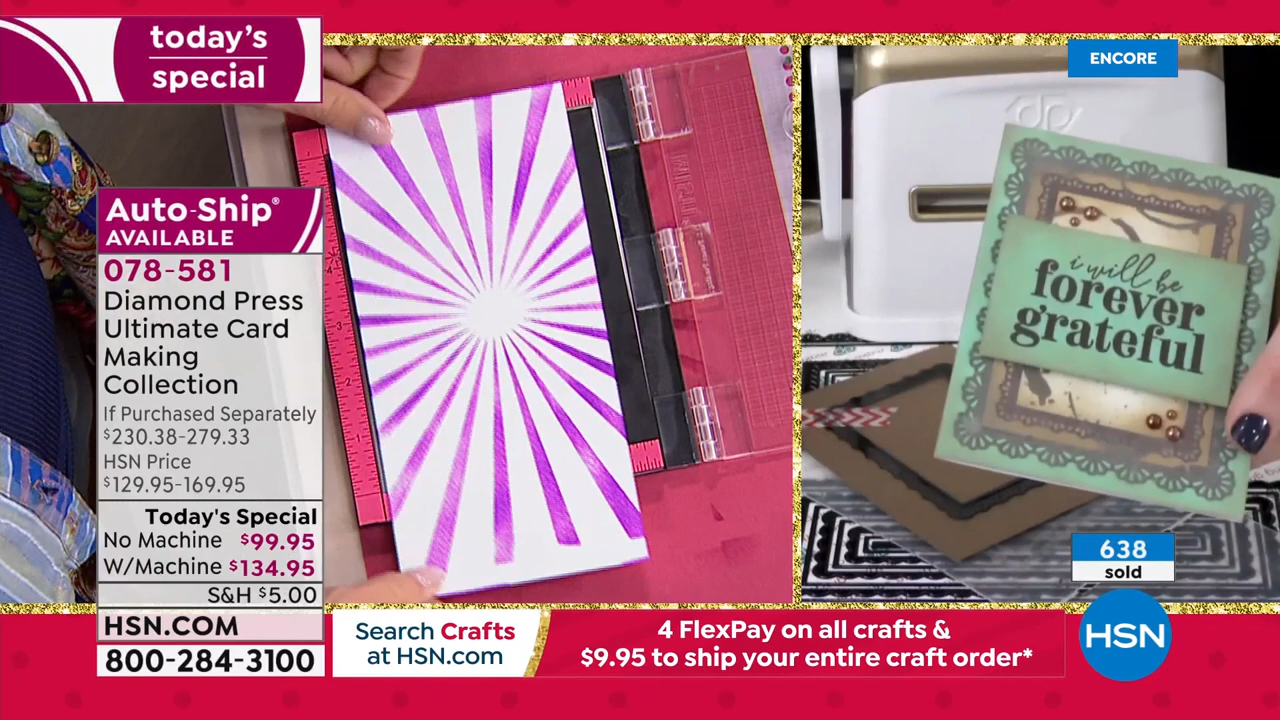 today's
special
ENCORE
Auto-Ship®
AVAILABLE
078-581
Diamond Press
Ultimate Card
Making
Collection
If Purchased Separately
$230.38-279.33
HSN Price
$129.95-169.95
Today's Special
No Machine $99.95
W/Machine $134.95
S&H $5.00
HSN.COM
800-284-3100
dp
i will be
forever
grateful
638
sold
Search Crafts
at HSN.com
4 FlexPay on all crafts &
$9.95 to ship your entire craft order*
HSN